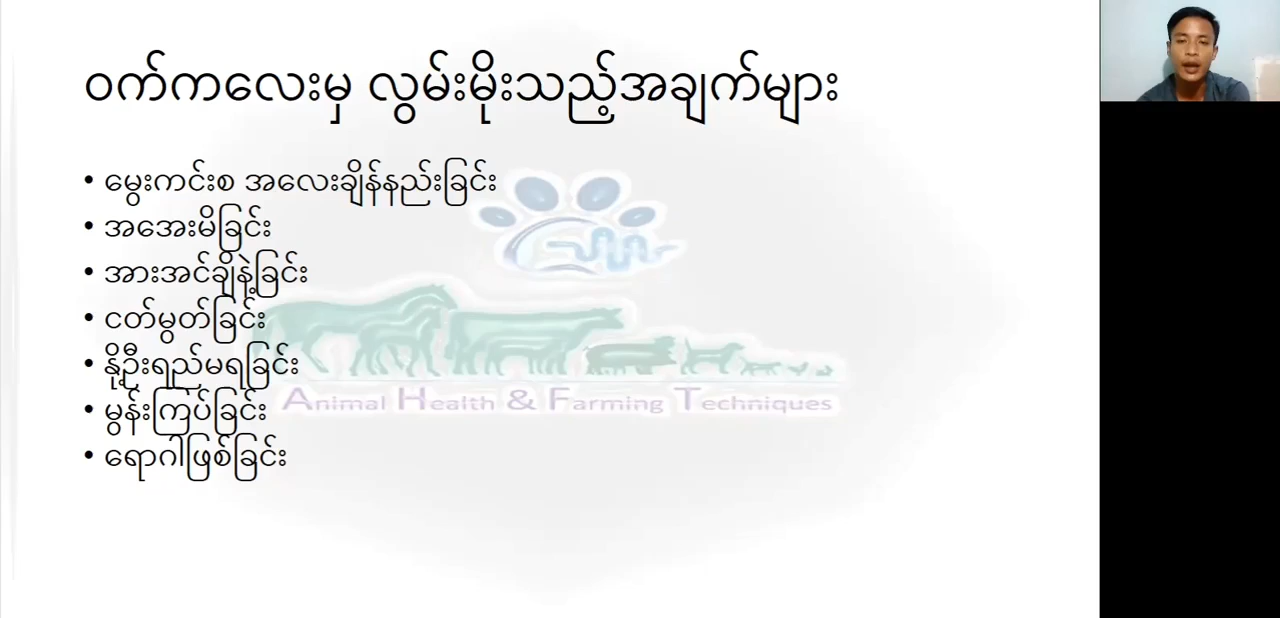 ဝက်ကလေးမှ လွှမ်းမိုးသည့်အချက်များ
• မွေးကင်းစ အလေးချိန်နည်းခြင်း
• အအေးမိခြင်း
• အားအင်ချိနဲ့ခြင်း
• ငတ်မွတ်ခြင်း
• နို့ဦးရည်မရခြင်း
• မွန်းကြပ်ခြင်း
• ရောဂါဖြစ်ခြင်း
Animal Health & Farming Techniques